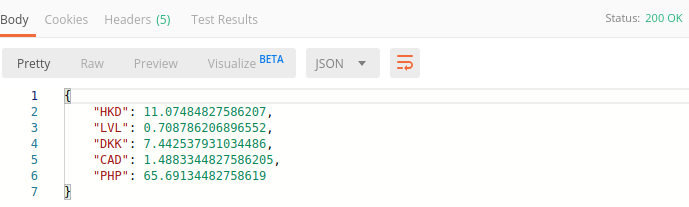 Body Cookies Headers (5) Test Results Status: 200 OK
Pretty Raw Preview Visualize BETA JSON
1 {
2 "HKD": 11.07484827586207,
3 "LVL": 0.708786206896552,
4 "DKK": 7.442537931034486,
5 "CAD": 1.4883344827586205,
6 "PHP": 65.69134482758619
7 }